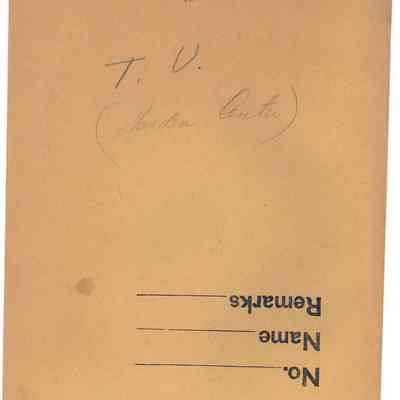 T. V.
( Center)
No.
Name
Remarks